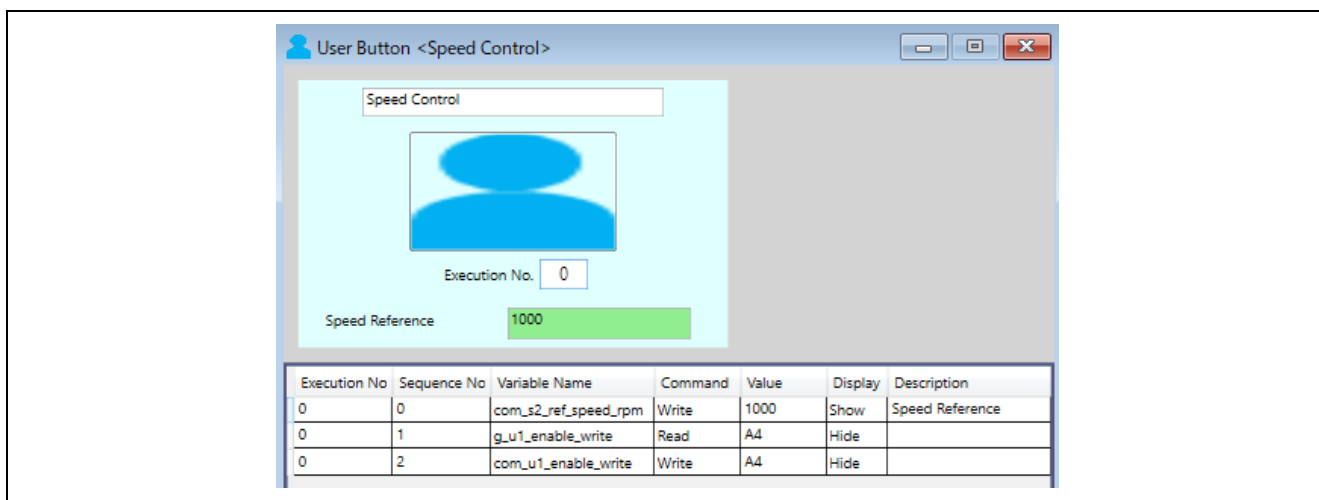 User Button <Speed Control>
Speed Control
Execution No. 0
Speed Reference 1000
Execution No Sequence No Variable Name Command Value Display Description
0 0 com_s2_ref_speed_rpm Write 1000 Show Speed Reference
0 1 g_u1_enable_write Read A4 Hide
0 2 com_u1_enable_write Write A4 Hide